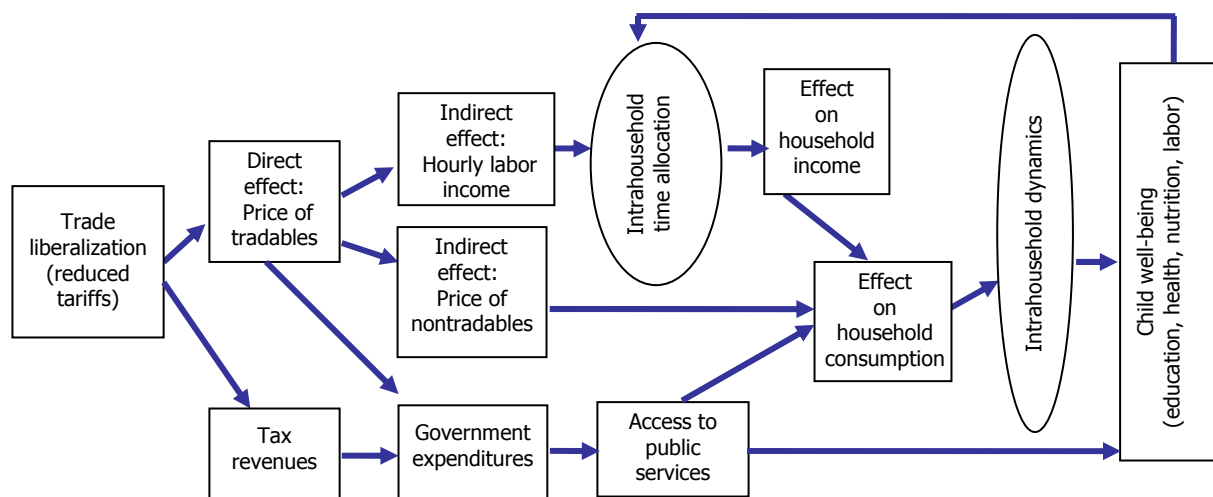 Trade
liberalization
(reduced
tariffs)
Direct
effect:
Price of
tradables
Indirect
effect:
Hourly labor
income
Indirect
effect:
Price of
nontradables
Tax
revenues
Government
expenditures
Intrahousehold
time allocation
Effect
on
household
income
Access to
public
services
Effect
on
household
consumption
Intrahousehold dynamics
Child well-being
(education, health, nutrition, labor)